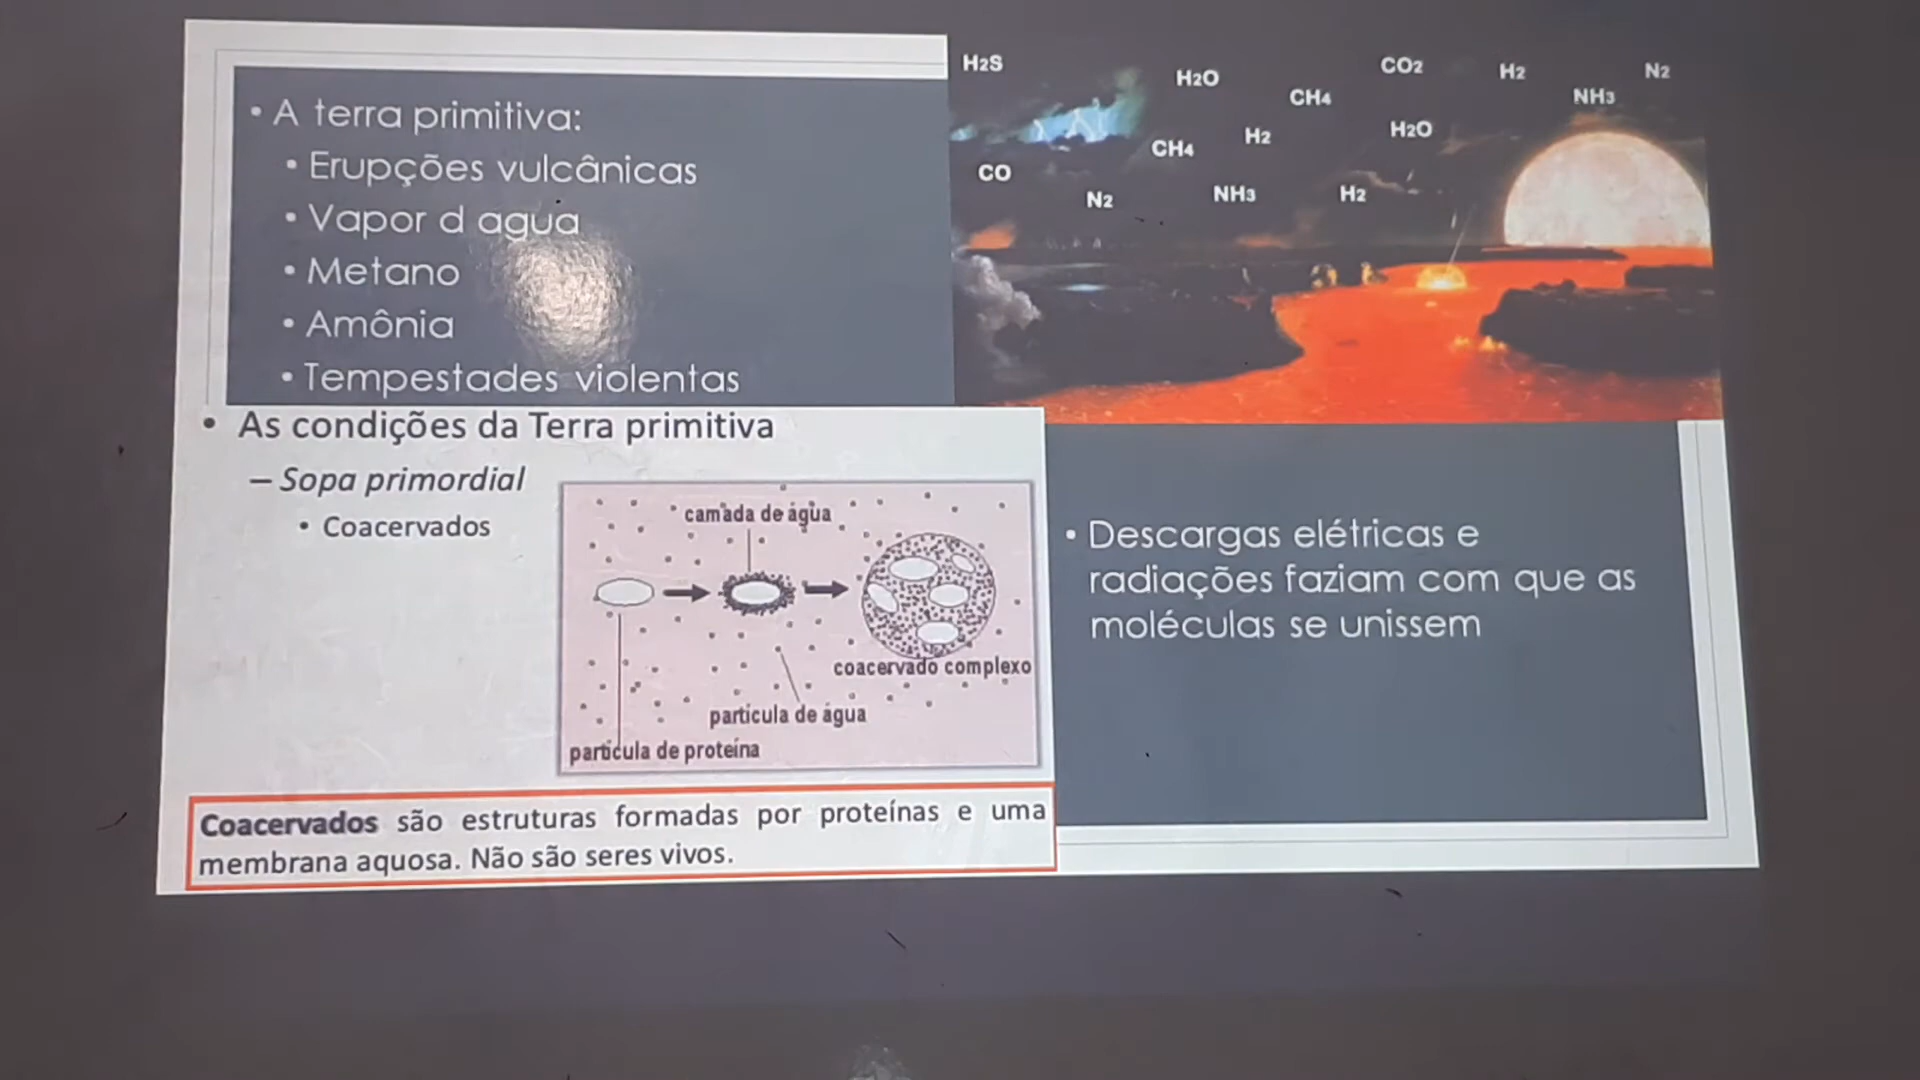 • A terra primitiva:
• Erupções vulcânicas
• Vapor d agua
• Metano
• Amônia
• Tempestades violentas
H2S
H2O
CO2
H2
N2
CH4
NH3
CH4
H2
H2O
CO
N2
NH3
H2
• As condições da Terra primitiva
– Sopa primordial
• Coacervados
camada de água
coacervado complexo
partícula de água
partícula de proteína
• Descargas elétricas e
radiações faziam com que as
moléculas se unissem
Coacervados são estruturas formadas por proteínas e uma
membrana aquosa. Não são seres vivos.